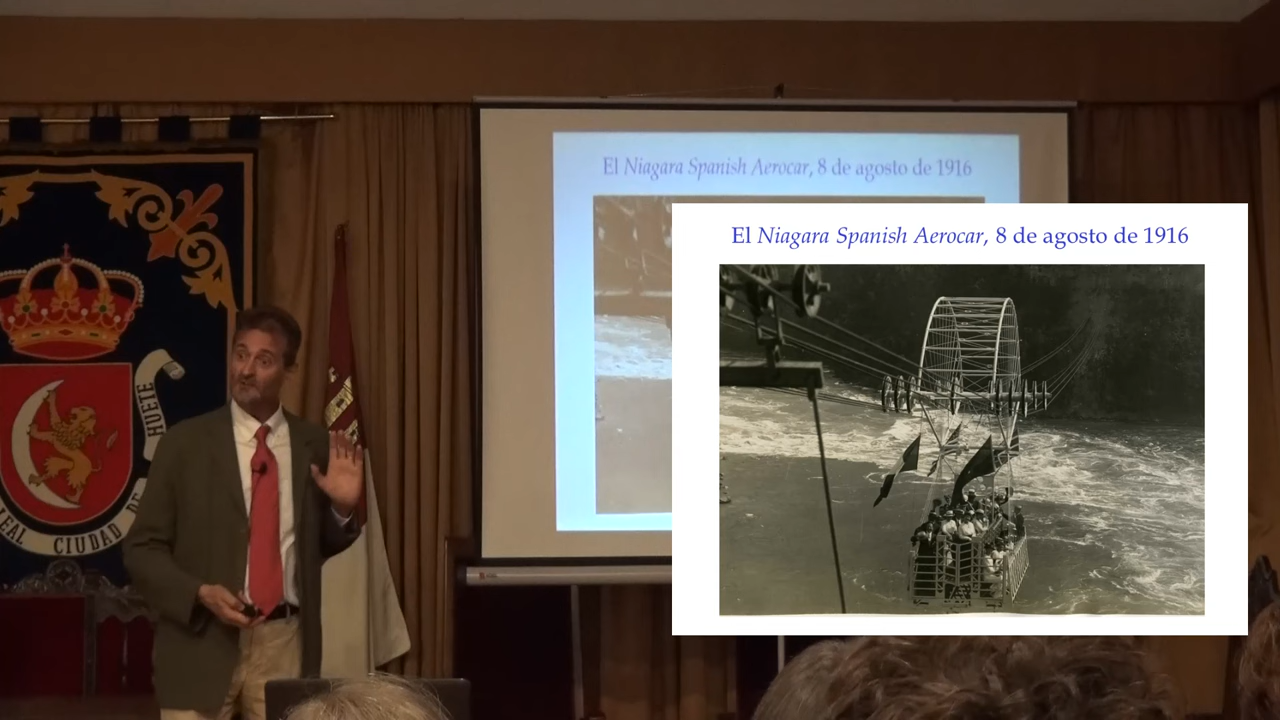 El Niagara Spanish Aerocar, 8 de agosto de 1916
El Niagara Spanish Aerocar, 8 de agosto de 1916
EAL CIUDAD DE HUETE